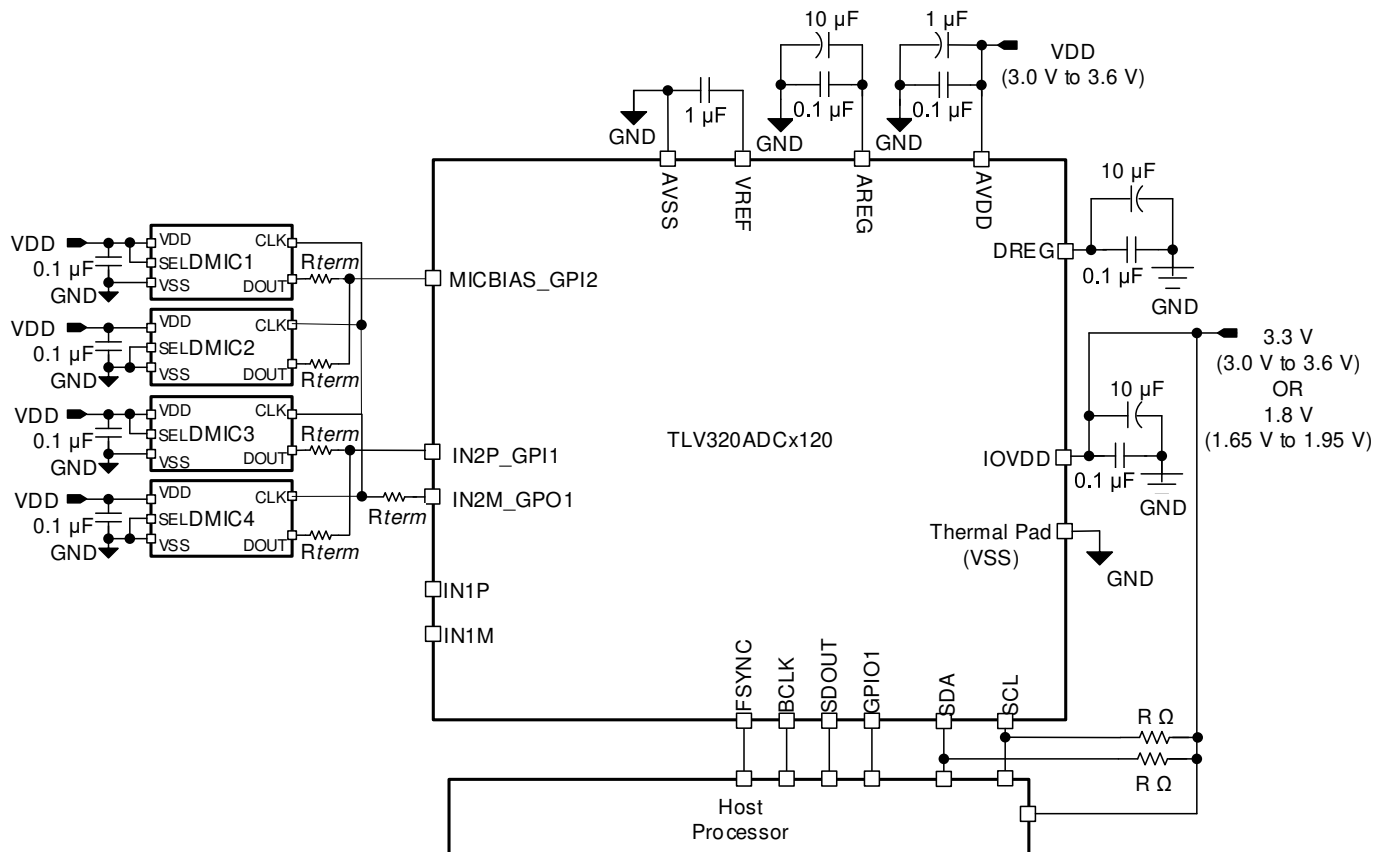 10 µF
1 µF
VDD
(3.0 V to 3.6 V)
0.1 µF
0.1 µF
1 µF
GND
GND
GND
AVSS
VREF
AREG
AVDD
10 µF
DREG
0.1 µF
GND
VDD
0.1 µF
GND
VDD
SEL
VSS
DMIC1
CLK
DOUT
Rterm
MICBIAS_GPI2
VDD
0.1 µF
GND
VDD
SEL
VSS
DMIC2
CLK
DOUT
Rterm
3.3 V
(3.0 V to 3.6 V)
OR
1.8 V
(1.65 V to 1.95 V)
10 µF
IOVDD
0.1 µF
GND
TLV320ADCx120
VDD
0.1 µF
GND
VDD
SEL
VSS
DMIC3
CLK
DOUT
Rterm
IN2P_GPI1
VDD
0.1 µF
GND
VDD
SEL
VSS
DMIC4
CLK
DOUT
Rterm
Rterm
IN2M_GPO1
Thermal Pad
(VSS)
GND
IN1P
IN1M
FSYNC
BCLK
SDOUT
GPIO1
SDA
SCL
R Ω
R Ω
Host
Processor